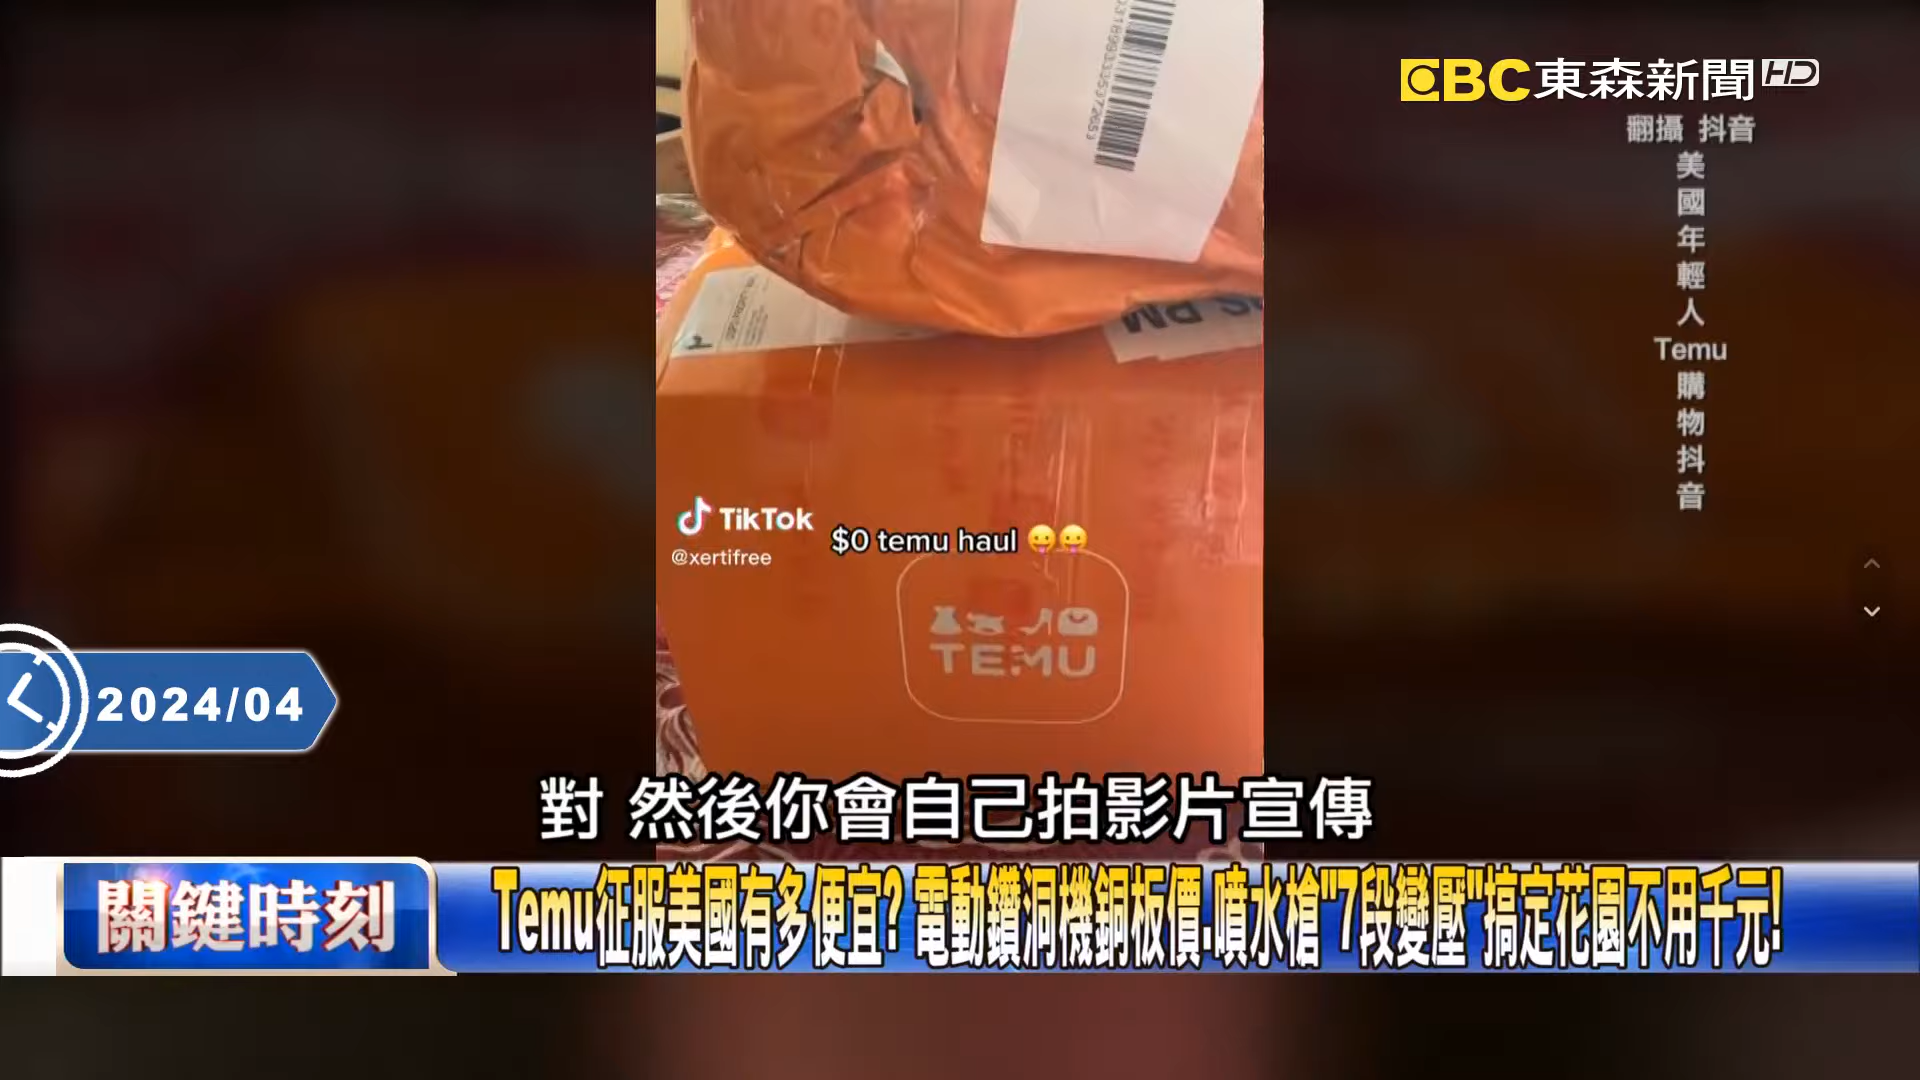 EBC東森新聞HD
翻攝 抖音
美國年輕人Temu購物抖音
TikTok
@xertifree
$0 temu haul 😛😛
TEMU
2024/04
對 然後你會自己拍影片宣傳
關鍵時刻
Temu征服美國有多便宜? 電動鑽洞機銅板價.噴水槍"7段變壓"搞定花園不用千元!